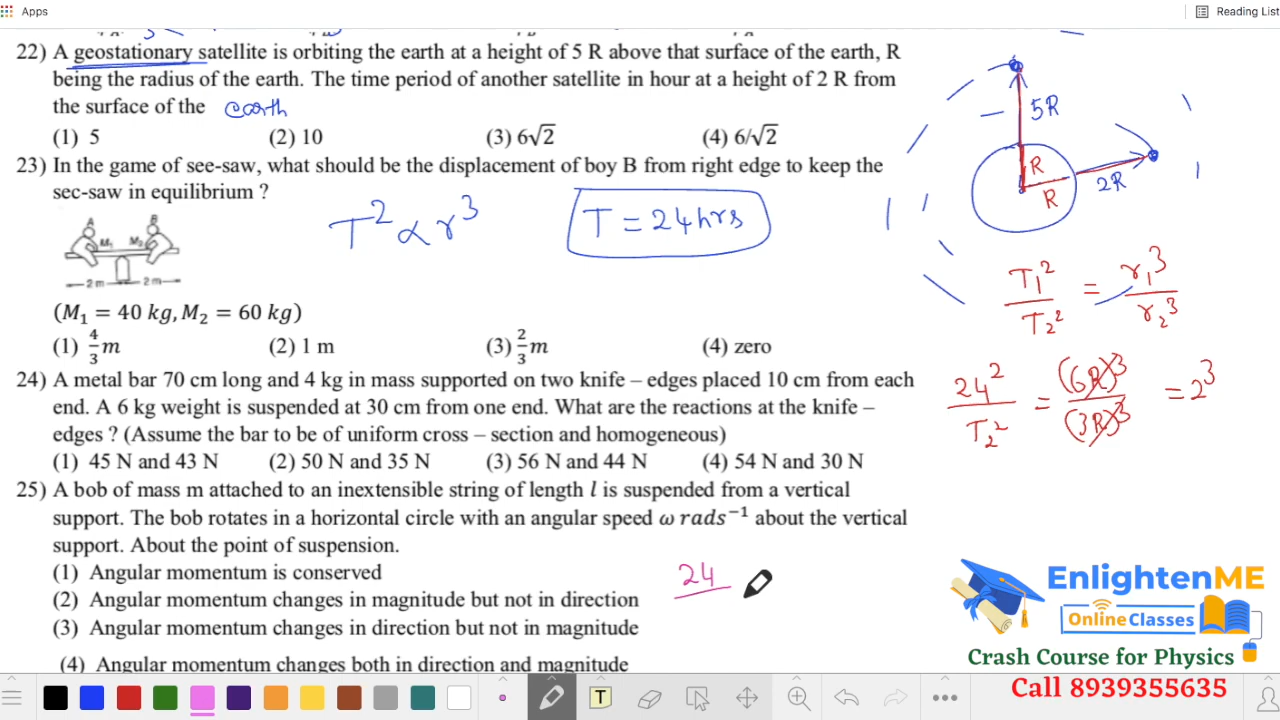 Apps
Reading List
22) A geostationary satellite is orbiting the earth at a height of 5 R above that surface of the earth, R
being the radius of the earth. The time period of another satellite in hour at a height of 2 R from
the surface of the earth
(1) 5 (2) 10 (3) 6√2 (4) 6/√2
23) In the game of see-saw, what should be the displacement of boy B from right edge to keep the
sec-saw in equilibrium ?
A B
M₁ M₂
2 m 2 m
T² ∝ r³
T = 24hrs
(M₁ = 40 kg, M₂ = 60 kg)
(1) 4/3 m (2) 1 m (3) 2/3 m (4) zero
24) A metal bar 70 cm long and 4 kg in mass supported on two knife – edges placed 10 cm from each
end. A 6 kg weight is suspended at 30 cm from one end. What are the reactions at the knife –
edges ? (Assume the bar to be of uniform cross – section and homogeneous)
(1) 45 N and 43 N (2) 50 N and 35 N (3) 56 N and 44 N (4) 54 N and 30 N
25) A bob of mass m attached to an inextensible string of length l is suspended from a vertical
support. The bob rotates in a horizontal circle with an angular speed ω rads⁻¹ about the vertical
support. About the point of suspension.
(1) Angular momentum is conserved
(2) Angular momentum changes in magnitude but not in direction
(3) Angular momentum changes in direction but not in magnitude
(4) Angular momentum changes both in direction and magnitude
24
5R
R
R
2R
T₁²/T₂² = r₁³/r₂³
24²/T₂² = (6R)³/(3R)³ = 2³
EnlightenME
OnlineClasses
Crash Course for Physics
Call 8939355635
T